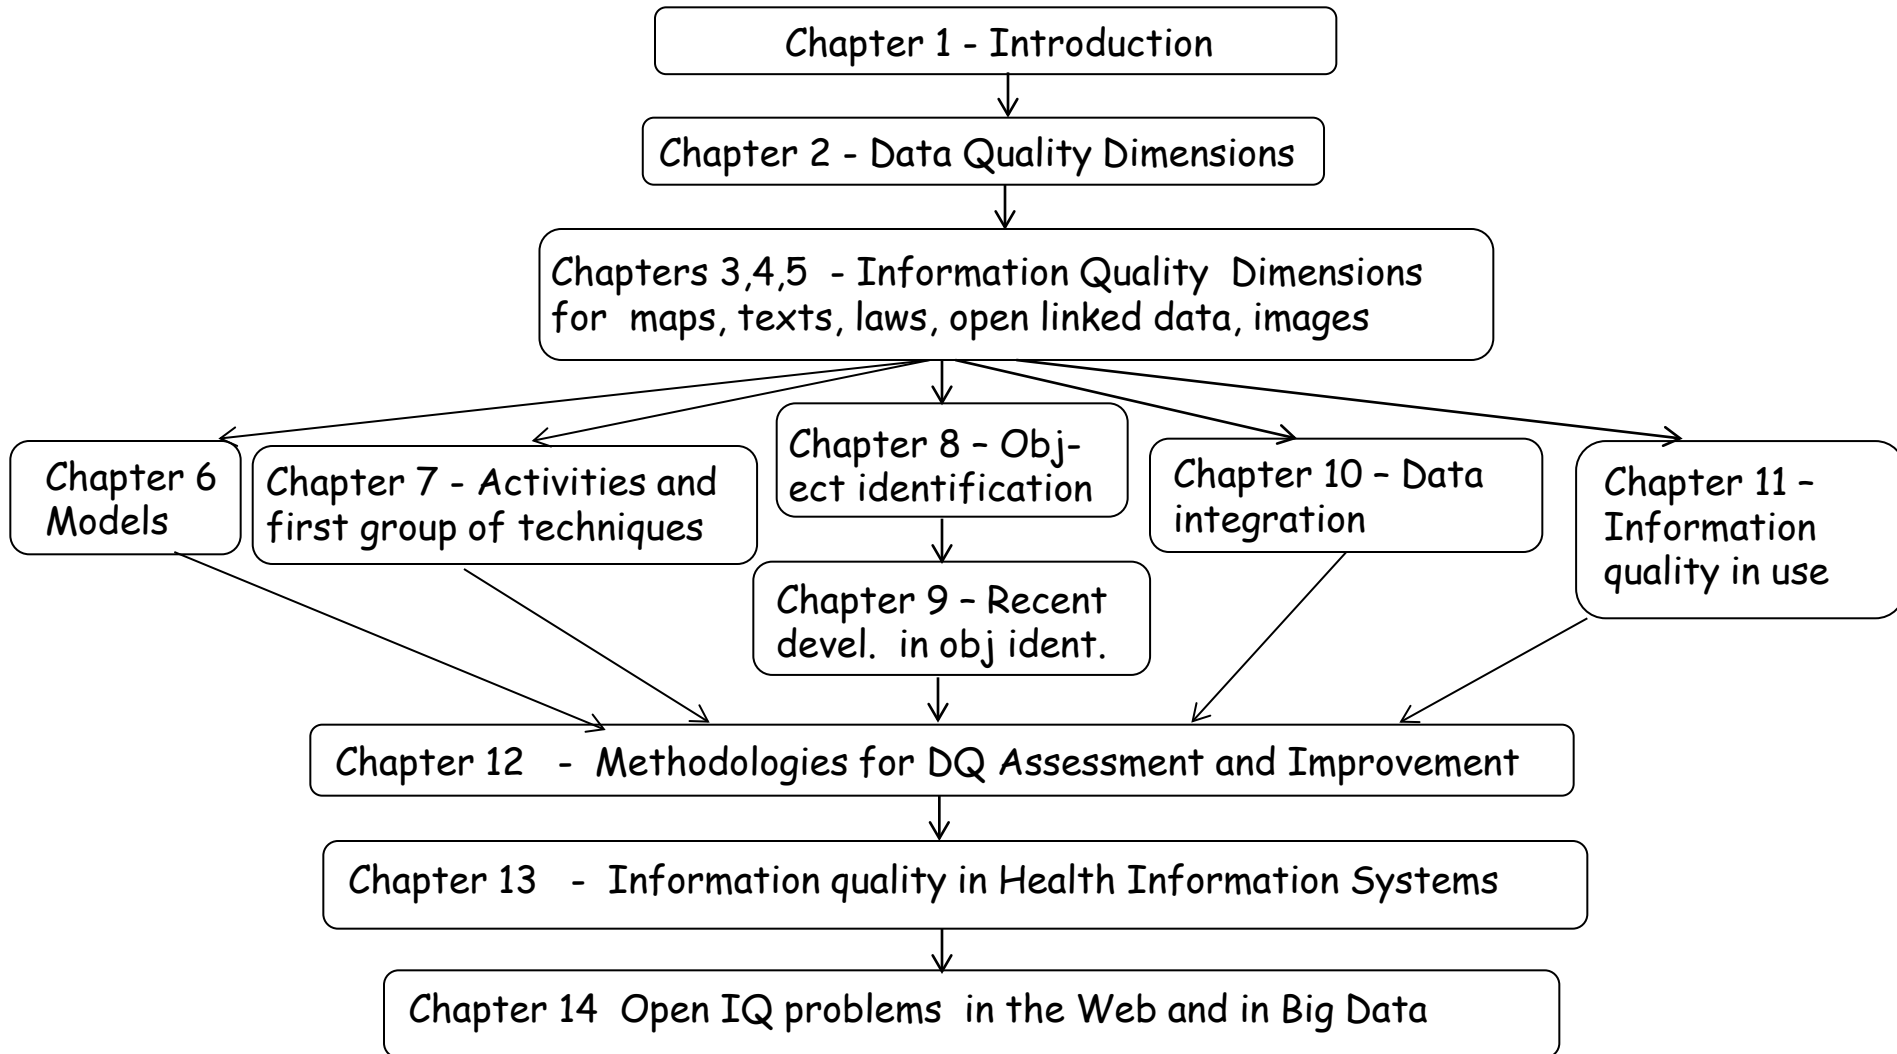 Chapter 1 - Introduction
Chapter 2 - Data Quality Dimensions
Chapters 3,4,5 - Information Quality Dimensions
for maps, texts, laws, open linked data, images
Chapter 6
Models
Chapter 7 - Activities and
first group of techniques
Chapter 8 – Obj-
ect identification
Chapter 9 – Recent
devel. in obj ident.
Chapter 10 – Data
integration
Chapter 11 –
Information
quality in use
Chapter 12 - Methodologies for DQ Assessment and Improvement
Chapter 13 - Information quality in Health Information Systems
Chapter 14 Open IQ problems in the Web and in Big Data